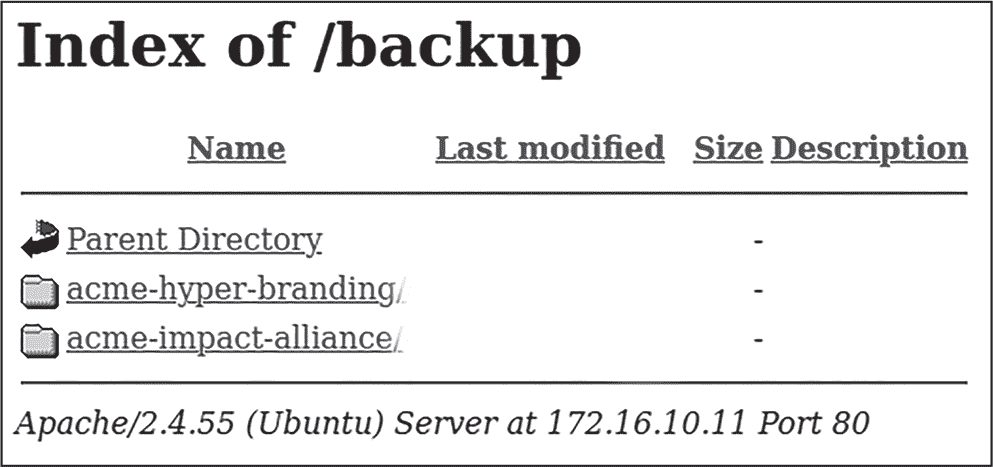 Index of /backup
Name Last modified Size Description
Parent Directory -
acme-hyper-branding/ -
acme-impact-alliance/ -
Apache/2.4.55 (Ubuntu) Server at 172.16.10.11 Port 80